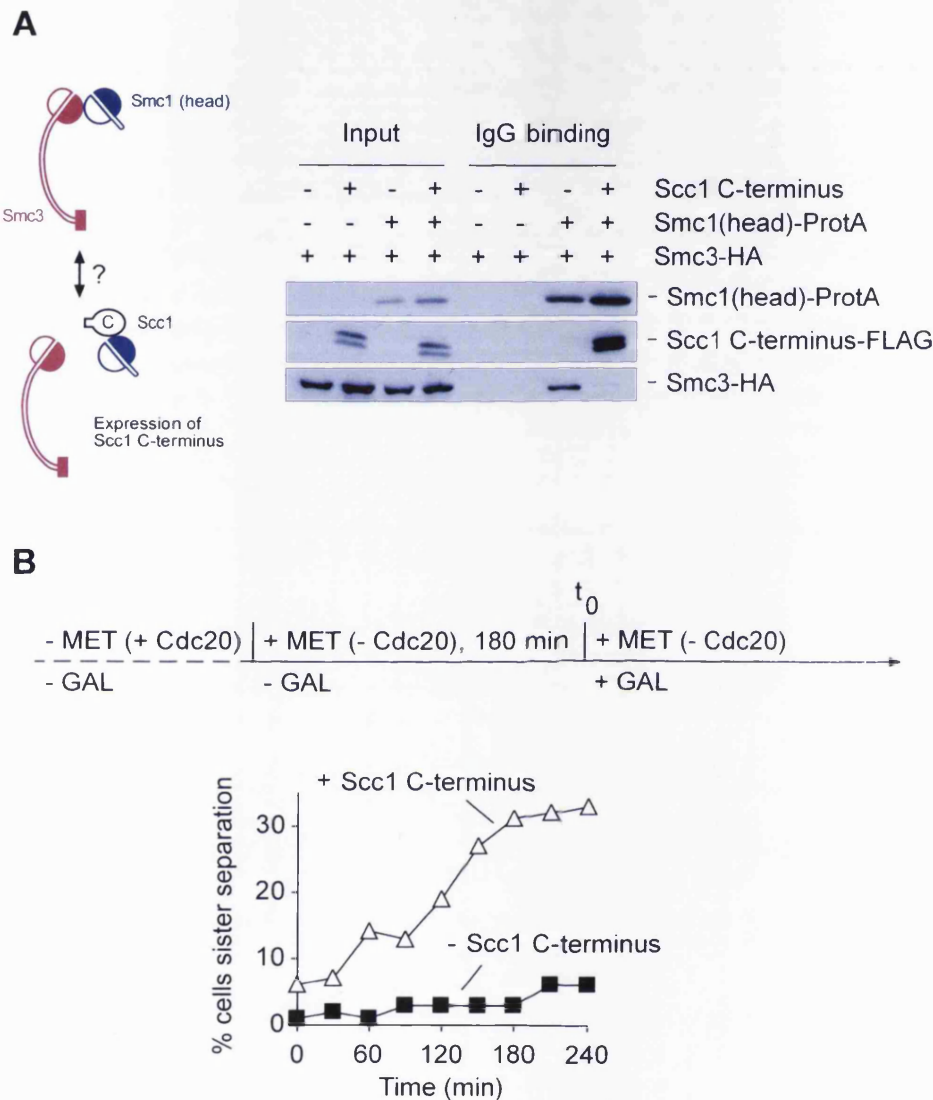 A
Smc1 (head)
Smc3
?
C
Scc1
Expression of
Scc1 C-terminus
Input
IgG binding
- + - + - + - + Scc1 C-terminus
- - + + - - + + Smc1(head)-ProtA
+ + + + + + + + Smc3-HA
- Smc1(head)-ProtA
- Scc1 C-terminus-FLAG
- Smc3-HA
B
t0
- MET (+ Cdc20) + MET (- Cdc20), 180 min + MET (- Cdc20)
- GAL - GAL + GAL
+ Scc1 C-terminus
- Scc1 C-terminus
% cells sister separation
30
20
10
0
0 60 120 180 240
Time (min)